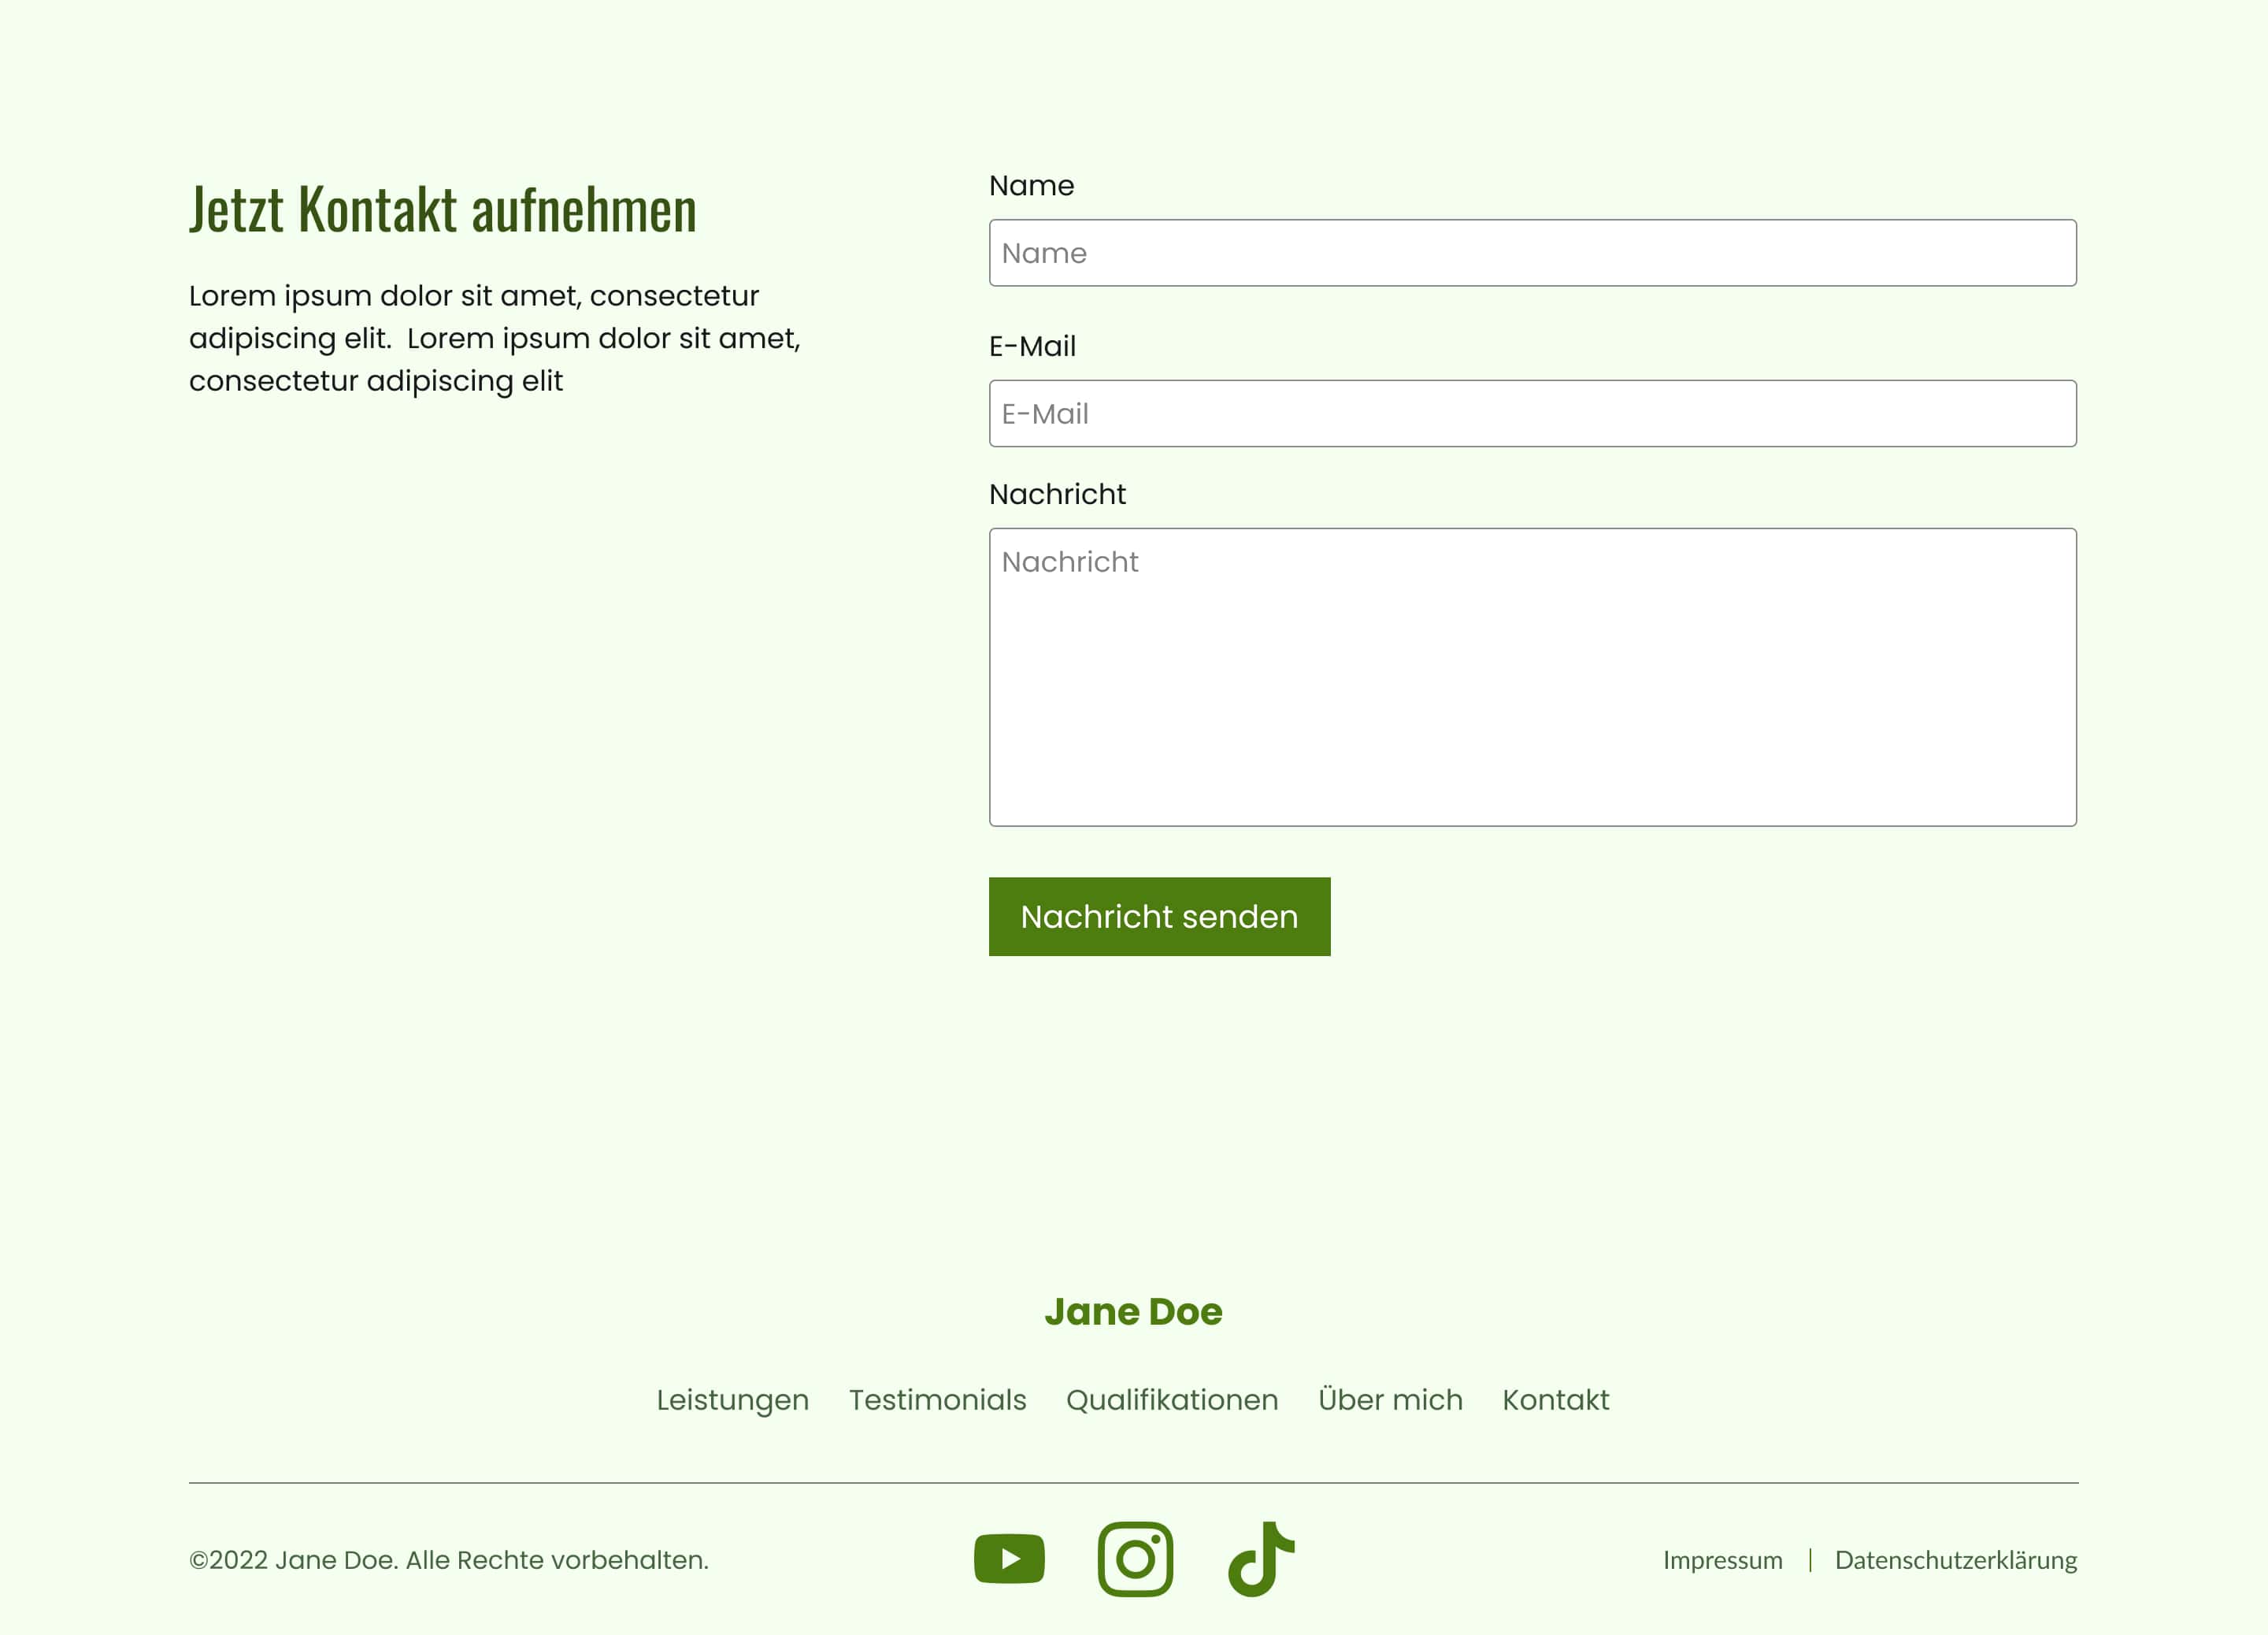 Jetzt Kontakt aufnehmen
Lorem ipsum dolor sit amet, consectetur
adipiscing elit.  Lorem ipsum dolor sit amet,
consectetur adipiscing elit
Name
Name
E-Mail
E-Mail
Nachricht
Nachricht
Nachricht senden
Jane Doe
Leistungen Testimonials Qualifikationen Über mich Kontakt
©2022 Jane Doe. Alle Rechte vorbehalten.
Impressum | Datenschutzerklärung